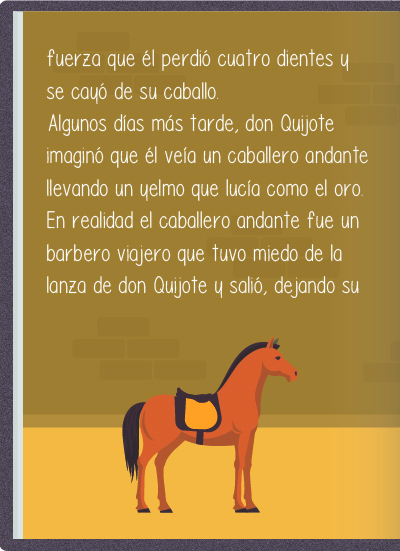 fuerza que él perdió cuatro dientes y
se cayó de su caballo.
Algunos días más tarde, don Quijote
imaginó que él veía un caballero andante
llevando un yelmo que lucía como el oro.
En realidad el caballero andante fue un
barbero viajero que tuvo miedo de la
lanza de don Quijote y salió, dejando su